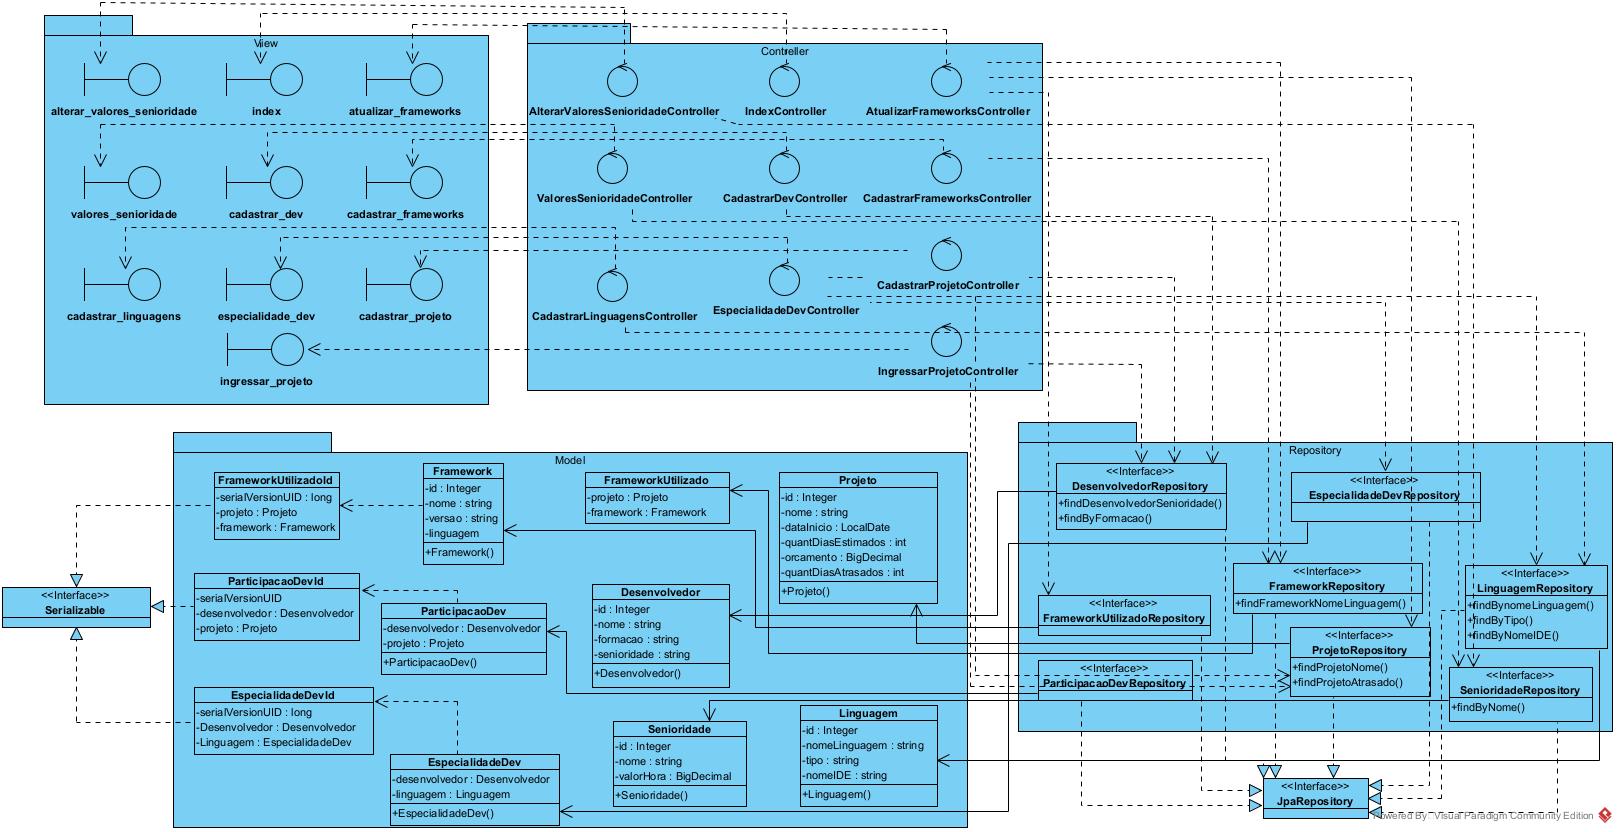 View
alterar_valores_senioridade
index
atualizar_frameworks
valores_senioridade
cadastrar_dev
cadastrar_frameworks
cadastrar_linguagens
especialidade_dev
cadastrar_projeto
ingressar_projeto
Controller
AlterarValoresSenioridadeController
IndexController
AtualizarFrameworksController
ValoresSenioridadeController
CadastrarDevController
CadastrarFrameworksController
CadastrarProjetoController
CadastrarLinguagensController
EspecialidadeDevController
IngressarProjetoController
<<Interface>>
Serializable
Model
FrameworkUtilizadoId
-serialVersionUID : long
-projeto : Projeto
-framework : Framework
Framework
-id : Integer
-nome : string
-versao : string
-linguagem
+Framework()
FrameworkUtilizado
-projeto : Projeto
-framework : Framework
Projeto
-id : Integer
-nome : string
-dataInicio : LocalDate
-quantDiasEstimados : int
-orcamento : BigDecimal
-quantDiasAtrasados : int
+Projeto()
ParticipacaoDevId
-serialVersionUID
-desenvolvedor : Desenvolvedor
-projeto : Projeto
ParticipacaoDev
-desenvolvedor : Desenvolvedor
-projeto : Projeto
+ParticipacaoDev()
Desenvolvedor
-id : Integer
-nome : string
-formacao : string
-senioridade : string
+Desenvolvedor()
EspecialidadeDevId
-serialVersionUID : long
-Desenvolvedor : Desenvolvedor
-Linguagem : EspecialidadeDev
EspecialidadeDev
-desenvolvedor : Desenvolvedor
-linguagem : Linguagem
+EspecialidadeDev()
Senioridade
-id : Integer
-nome : string
-valorHora : BigDecimal
+Senioridade()
Linguagem
-id : Integer
-nomeLinguagem : string
-tipo : string
-nomeIDE : string
+Linguagem()
Repository
<<Interface>>
DesenvolvedorRepository
+findDesenvolvedorSenioridade()
+findByFormacao()
<<Interface>>
EspecialidadeDevRepository
<<Interface>>
FrameworkRepository
+findFrameworkNomeLinguagem()
<<Interface>>
LinguagemRepository
+findBynomeLinguagem()
+findByTipo()
+findByNomeIDE()
<<Interface>>
FrameworkUtilizadoRepository
<<Interface>>
ProjetoRepository
+findProjetoNome()
+findProjetoAtrasado()
<<Interface>>
ParticipacaoDevRepository
<<Interface>>
SenioridadeRepository
+findByNome()
<<Interface>>
JpaRepository
Powered By Visual Paradigm Community Edition